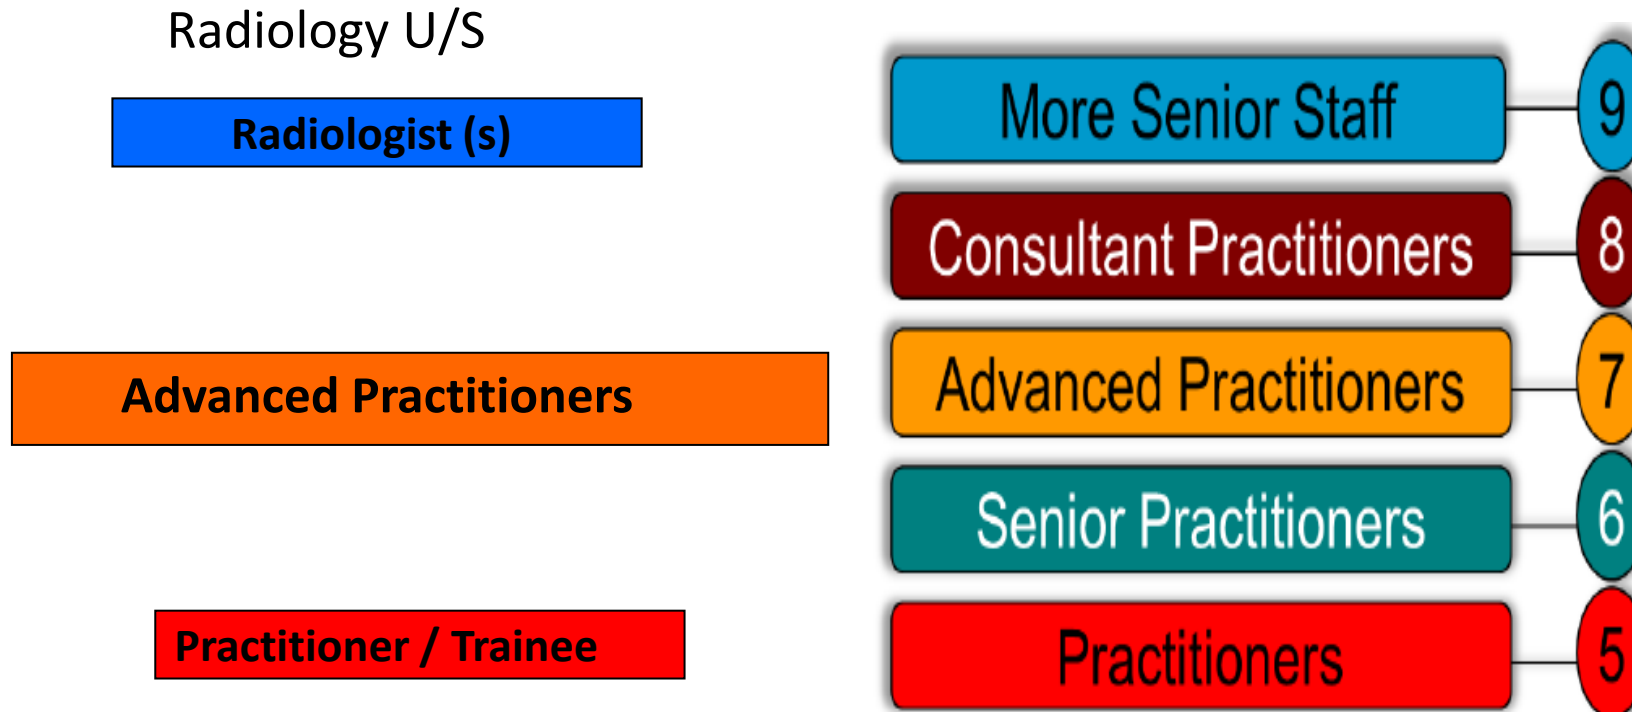 Radiology U/S
Radiologist (s)
Advanced Practitioners
Practitioner / Trainee
More Senior Staff 9
Consultant Practitioners 8
Advanced Practitioners 7
Senior Practitioners 6
Practitioners 5